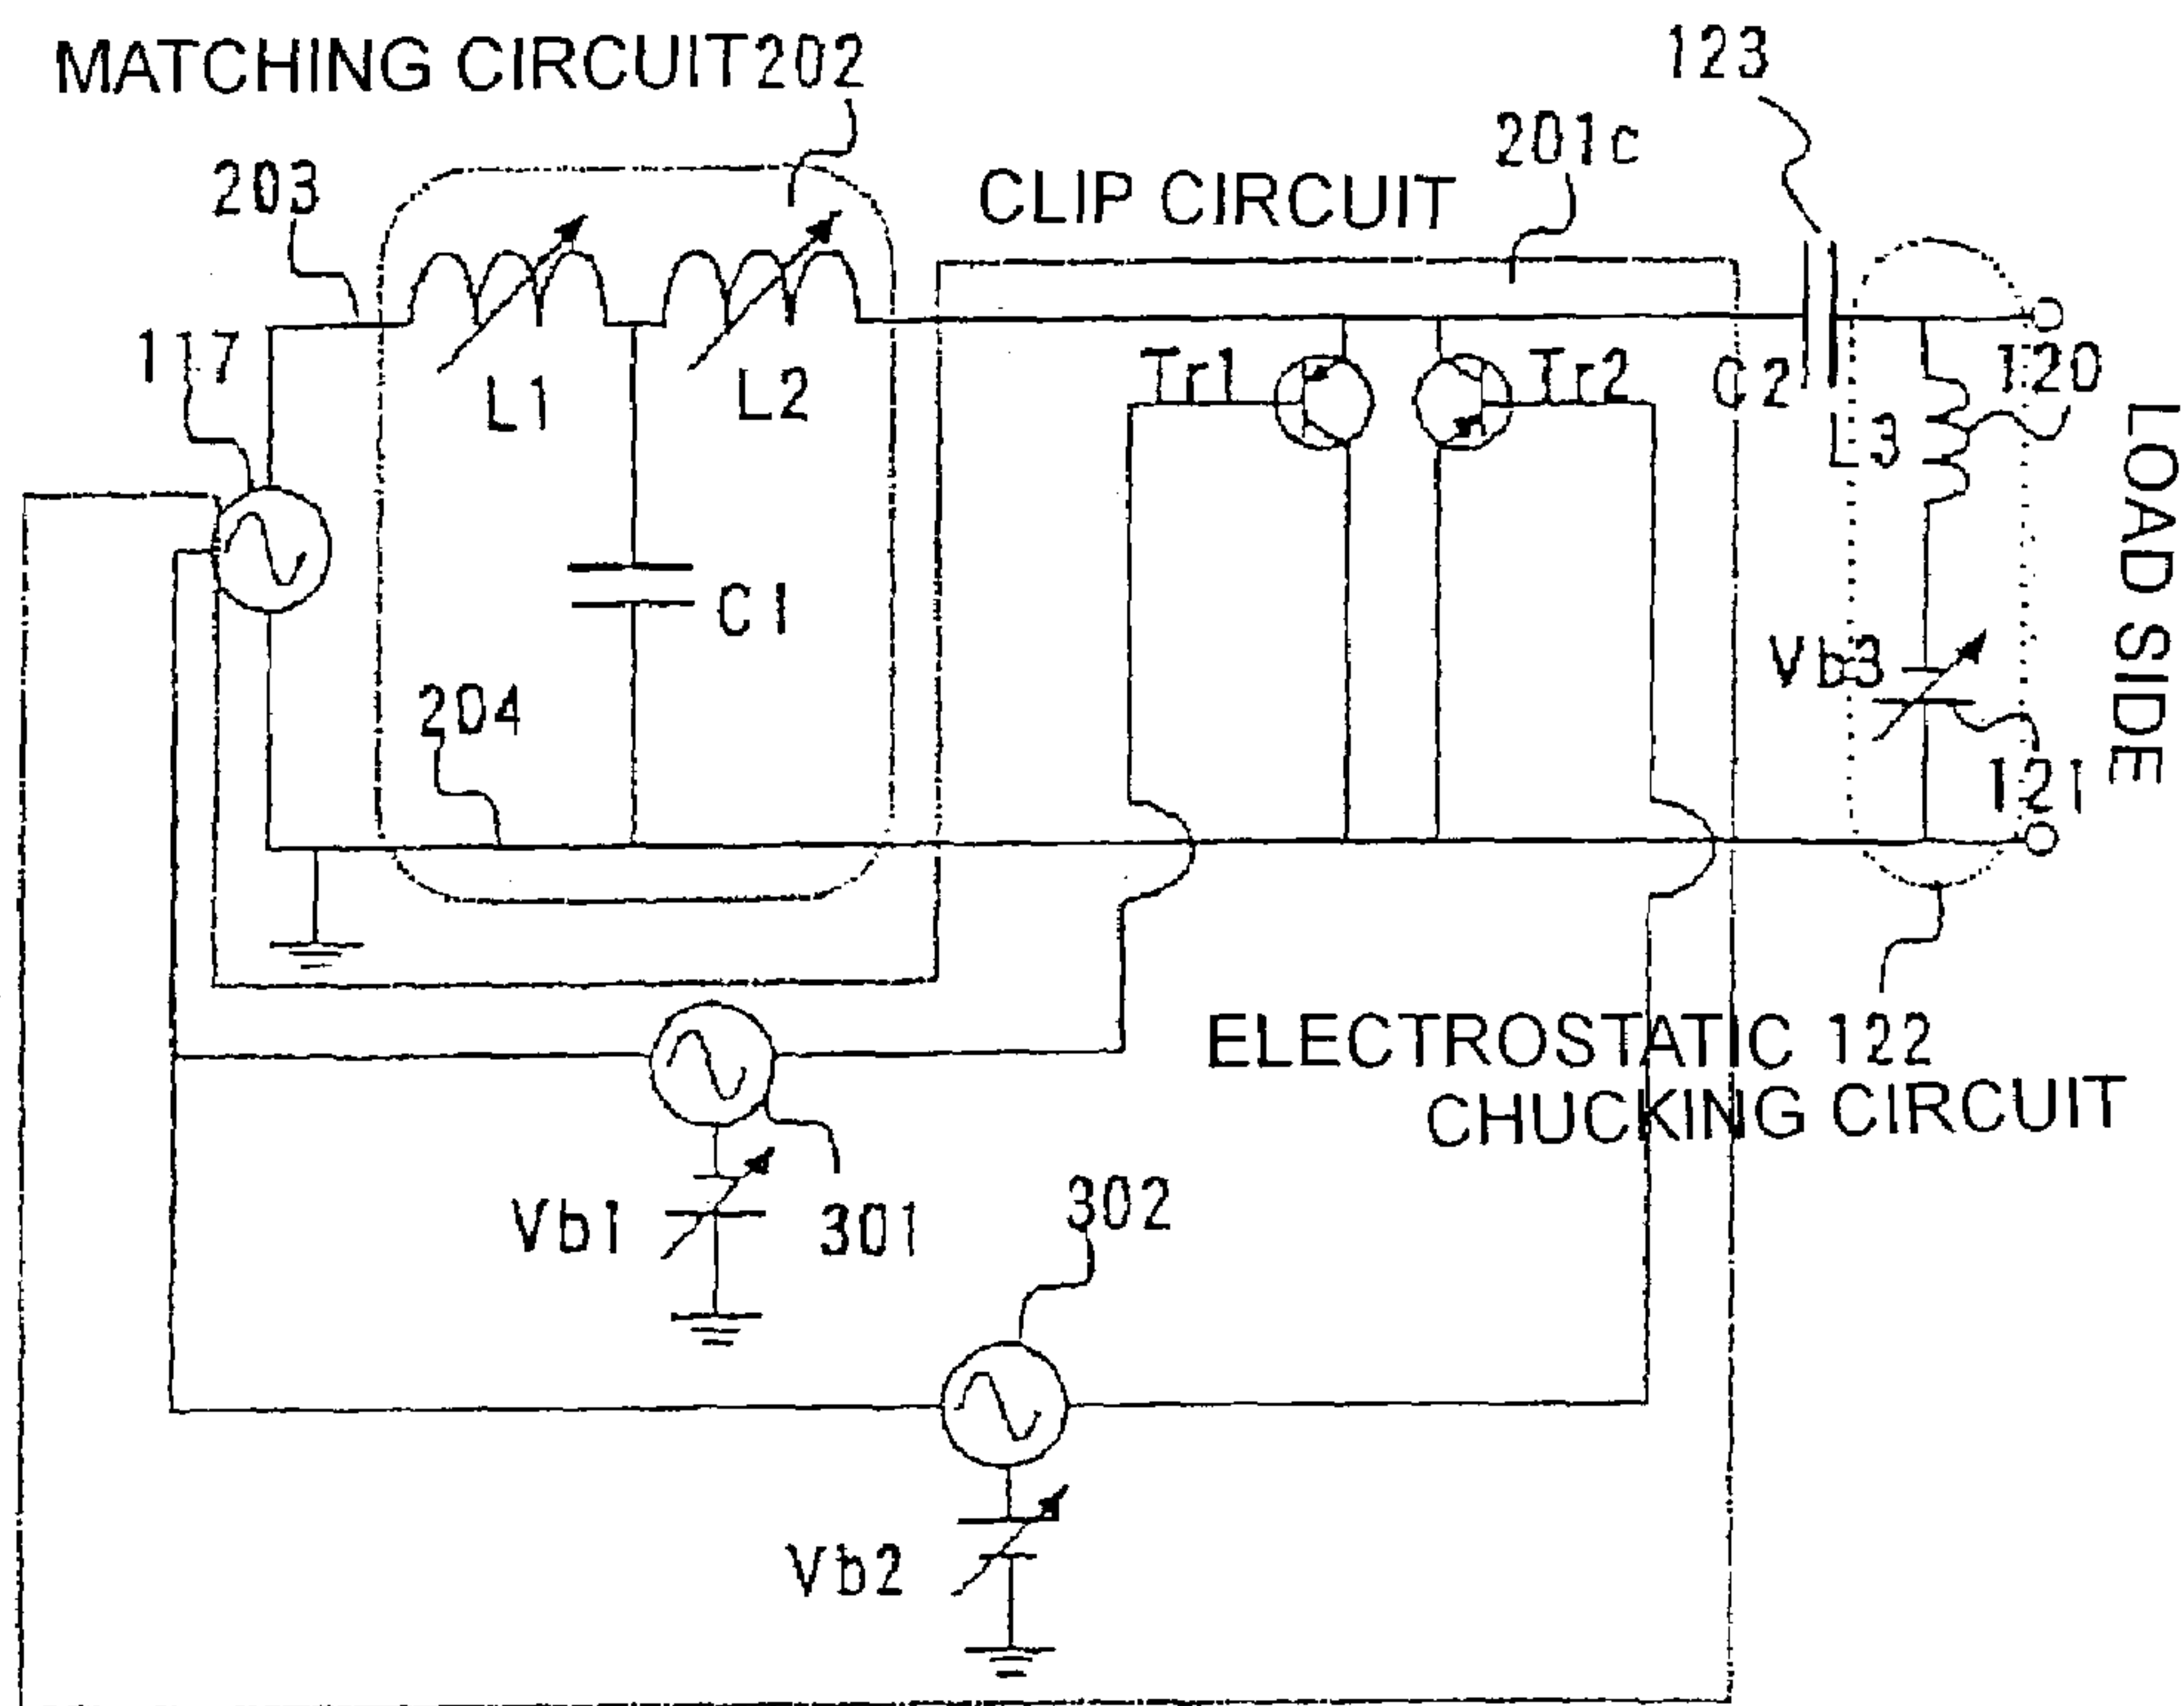 MATCHING CIRCUIT202
123
203
CLIP CIRCUIT
201c
117
L1
L2
Tr1
Tr2
C2
120
L3
LOAD SIDE
C1
Vb3
204
121
ELECTROSTATIC 122
CHUCKING CIRCUIT
Vb1
301
302
Vb2